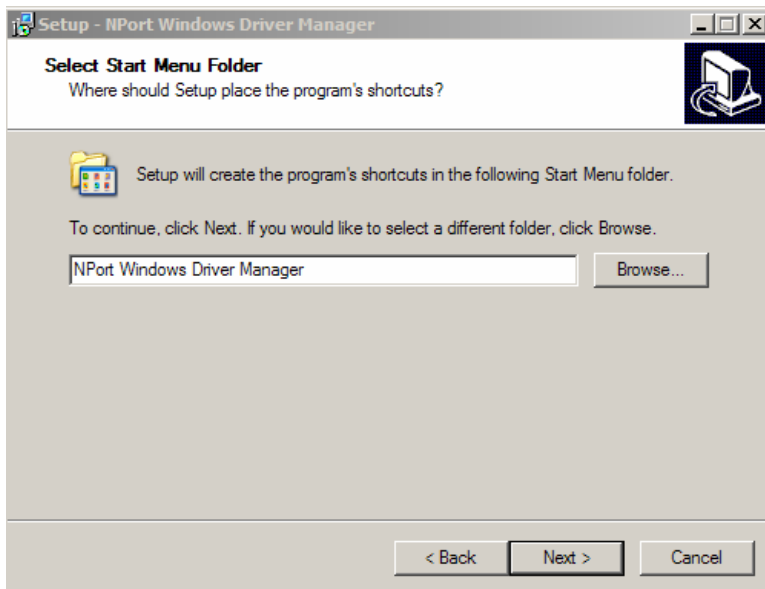 Setup - NPort Windows Driver Manager
Select Start Menu Folder
Where should Setup place the program's shortcuts?
Setup will create the program's shortcuts in the following Start Menu folder.
To continue, click Next. If you would like to select a different folder, click Browse.
NPort Windows Driver Manager
Browse...
< Back
Next >
Cancel